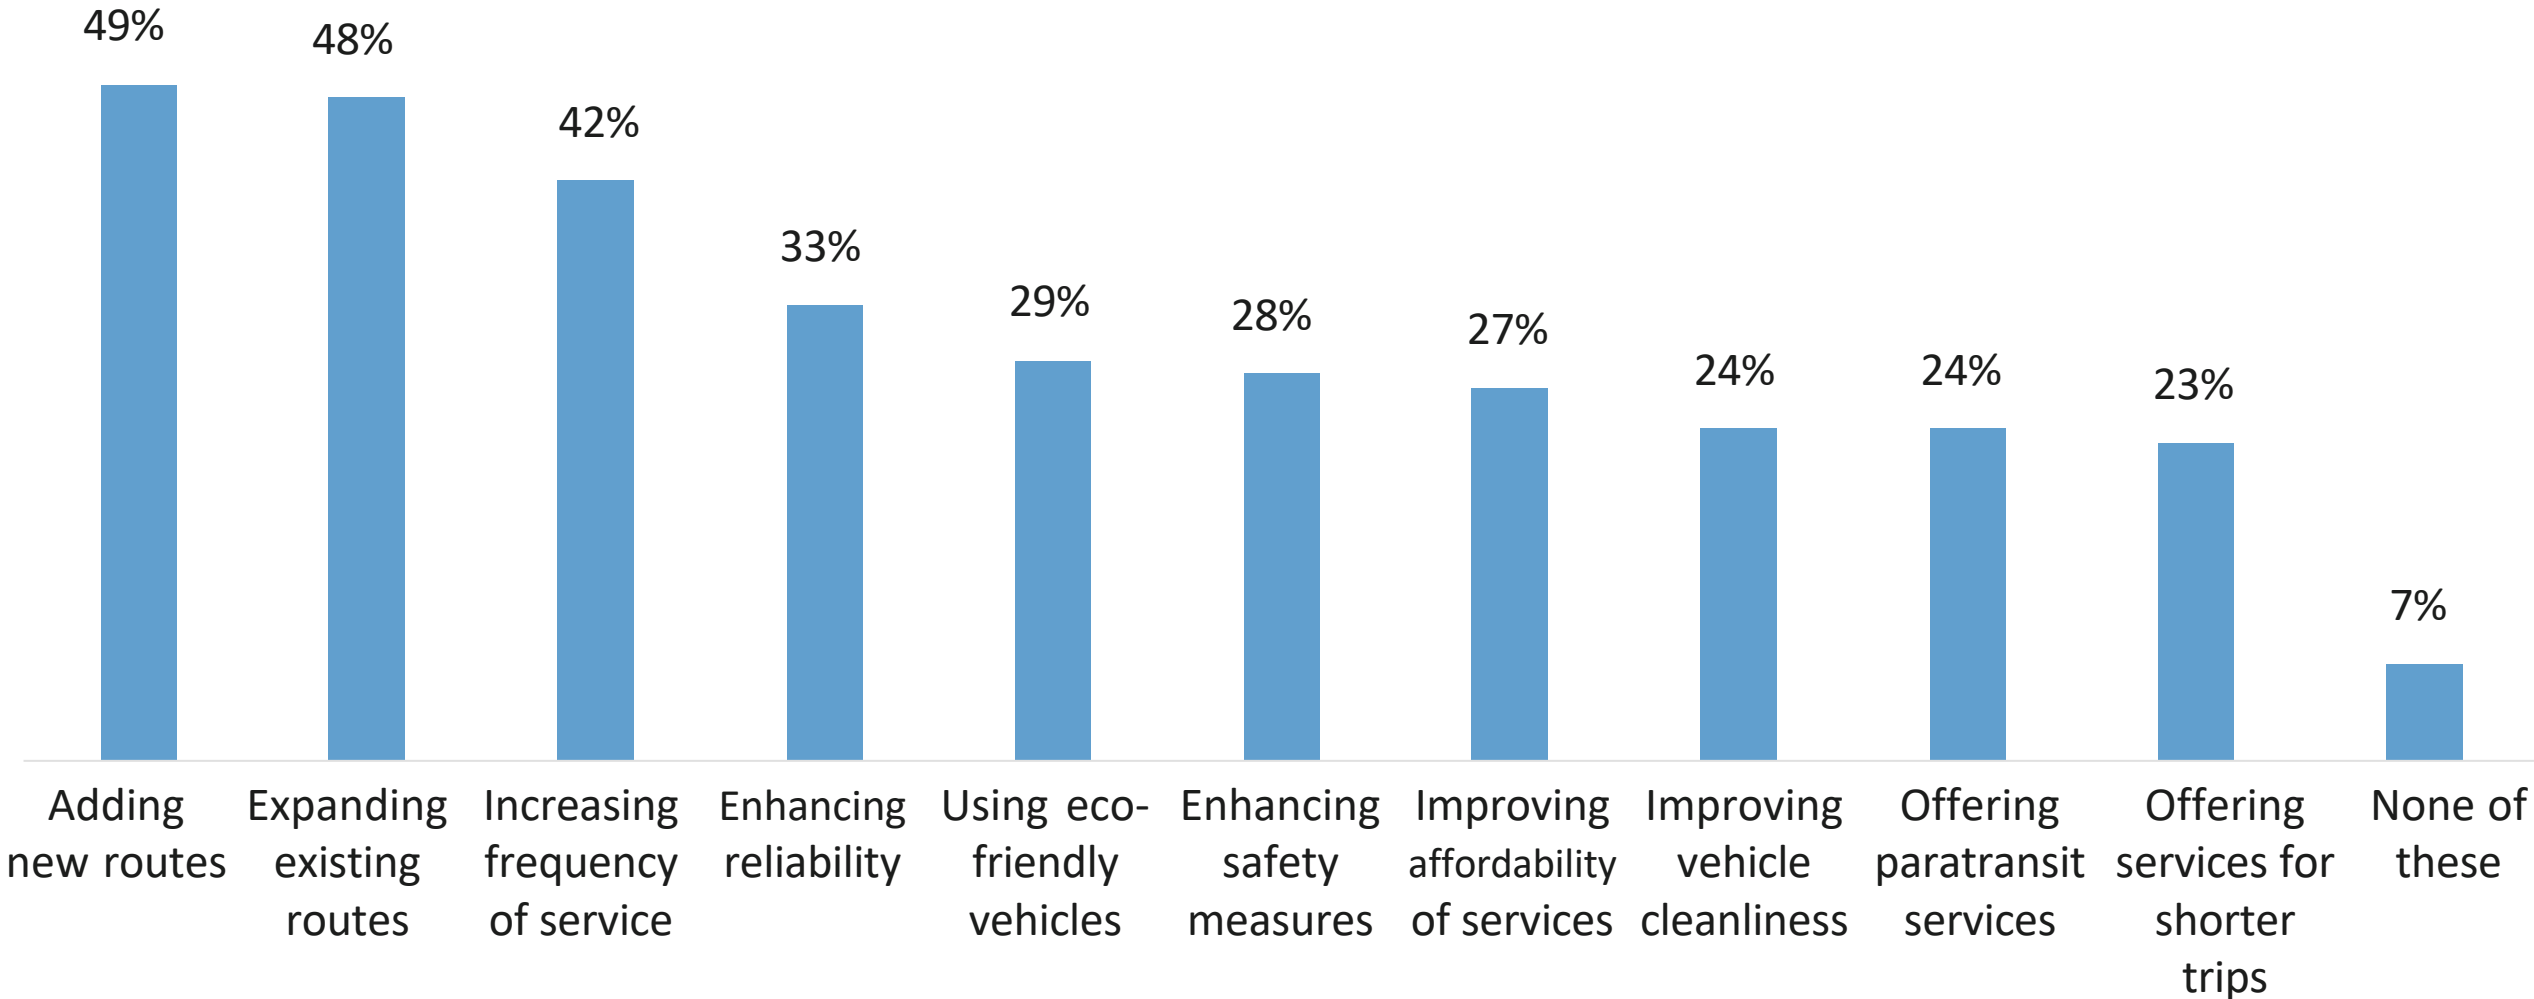 49%
48%
42%
33%
29%
28%
27%
24%
24%
23%
7%
Adding
new routes
Expanding
existing
routes
Increasing
frequency
of service
Enhancing
reliability
Using eco-
friendly
vehicles
Enhancing
safety
measures
Improving
affordability
of services
Improving
vehicle
cleanliness
Offering
paratransit
services
Offering
services for
shorter
trips
None of
these